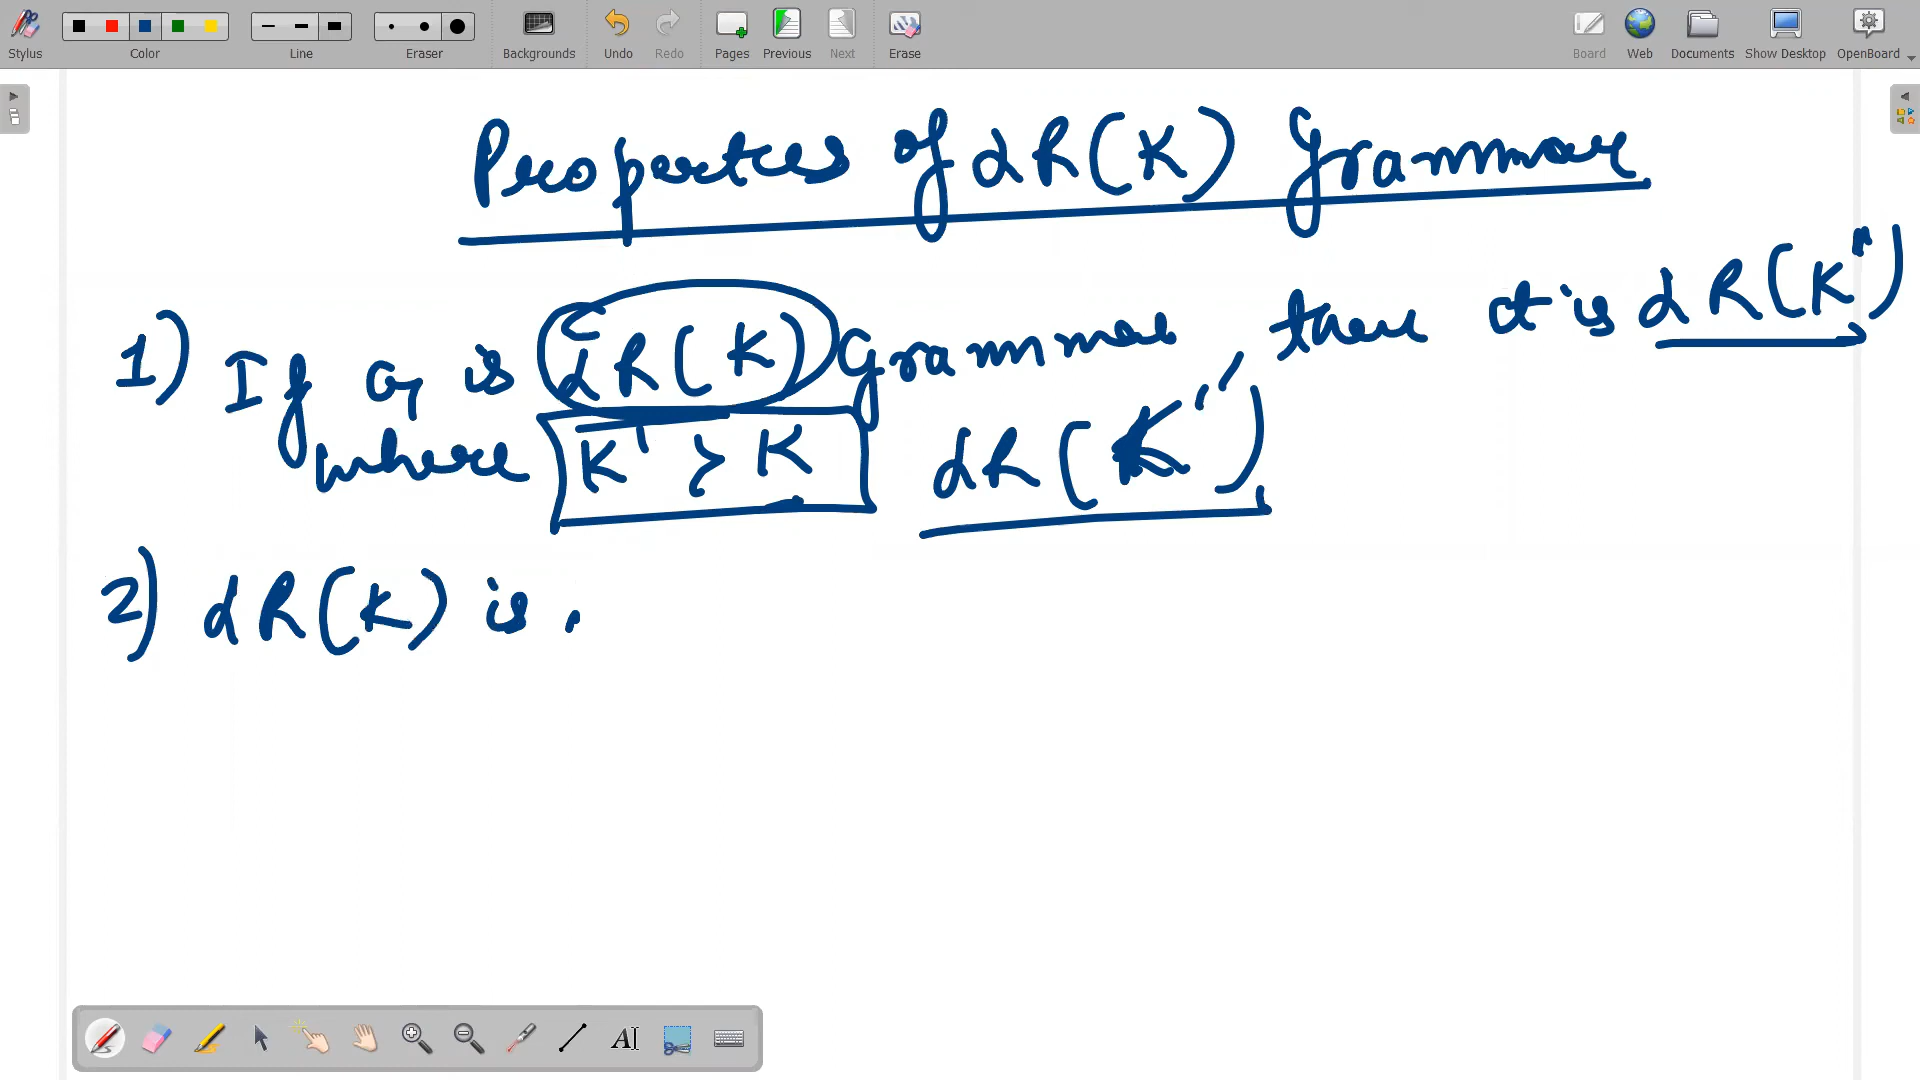 Stylus
Color
Line
Eraser
Backgrounds
Undo
Redo
Pages
Previous
Next
Erase
Board
Web
Documents
Show Desktop
OpenBoard
Properties of LR(K) Grammar
1) If G is LR(K) Grammar, then it is LR(K'')
where K' > K LR(K')
2) LR(K) is